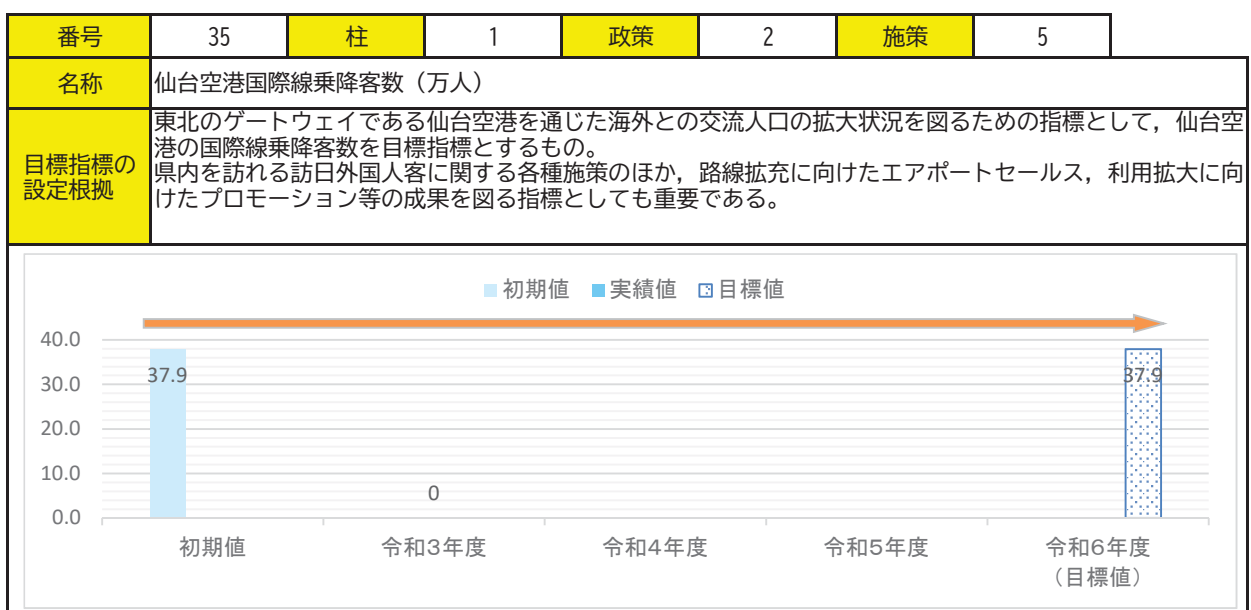 番号 35 柱 1 政策 2 施策 5
名称 仙台空港国際線乗降客数（万人）
目標指標の
設定根拠
東北のゲートウェイである仙台空港を通じた海外との交流人口の拡大状況を図るための指標として，仙台空
港の国際線乗降客数を目標指標とするもの。
県内を訪れる訪日外国人客に関する各種施策のほか，路線拡充に向けたエアポートセールス，利用拡大に向
けたプロモーション等の成果を図る指標としても重要である。
初期値 実績値 目標値
40.0
30.0
20.0
10.0
0.0
37.9
0
37.9
初期値 令和3年度 令和4年度 令和5年度 令和6年度
（目標値）